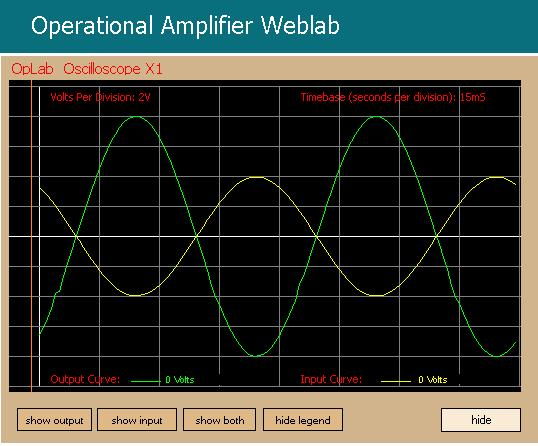 Operational Amplifier Weblab
OpLab Oscilloscope X1
Volts Per Division: 2V
Timebase (seconds per division): 15mS
Output Curve: 0 Volts
Input Curve: 0 Volts
show output
show input
show both
hide legend
hide